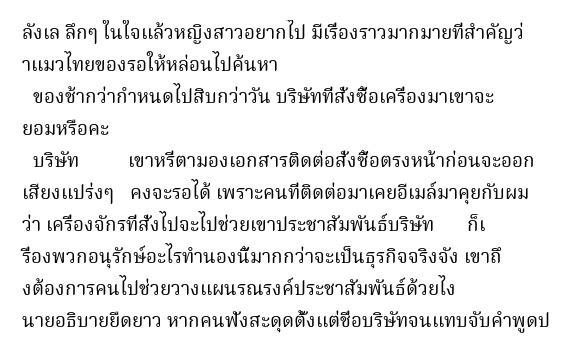 ลังเล ลึกๆ ในใจแล้วหญิงสาวอยากไป มีเรื่องราวมากมายที่สำคัญว่
าแมวไทยของรอให้หล่อนไปค้นหา
ของช้ากว่ากำหนดไปสิบกว่าวัน บริษัทที่สั่งซื้อเครื่องมาเขาจะ
ยอมหรือคะ
บริษัท เขาหรี่ตามองเอกสารติดต่อสั่งซื้อตรงหน้าก่อนจะออก
เสียงแปร่งๆ คงจะรอได้ เพราะคนที่ติดต่อมาเคยอีเมล์มาคุยกับผม
ว่า เครื่องจักรที่สั่งไปจะไปช่วยเขาประชาสัมพันธ์บริษัท ก็เ
รื่องพวกอนุรักษ์อะไรทำนองนี้มากกว่าจะเป็นธุรกิจจริงจัง เขาถึ
งต้องการคนไปช่วยวางแผนรณรงค์ประชาสัมพันธ์ด้วยไง
นายอธิบายยืดยาว หากคนฟังสะดุดตั้งแต่ชื่อบริษัทจนแทบจับคำพูดป